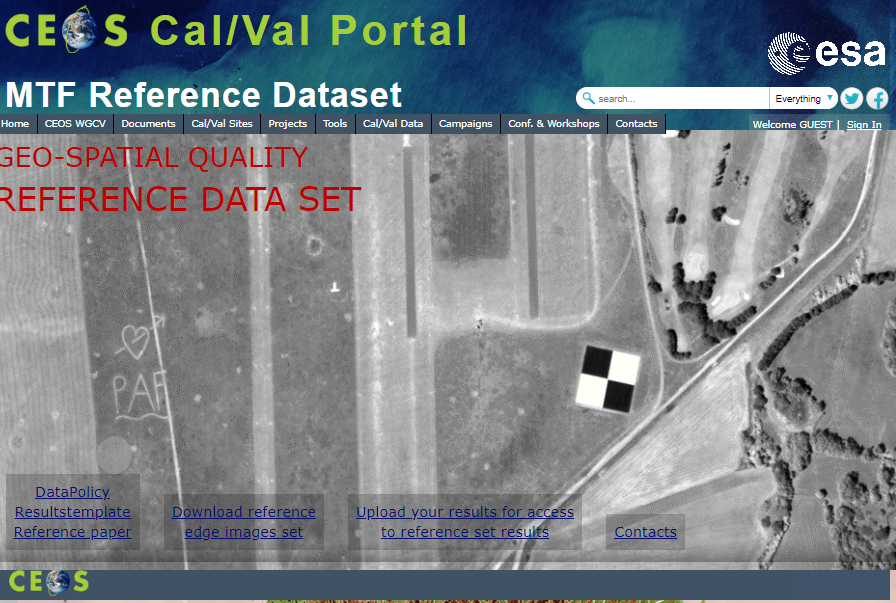 CEOS Cal/Val Portal
esa
MTF Reference Dataset
search...
Everything
Home
CEOS WGCV
Documents
Cal/Val Sites
Projects
Tools
Cal/Val Data
Campaigns
Conf. & Workshops
Contacts
Welcome GUEST |
Sign In
GEO-SPATIAL QUALITY
REFERENCE DATA SET
PAF
DataPolicy
Resultstemplate
Reference paper
Download reference
edge images set
Upload your results for access
to reference set results
Contacts
CEOS